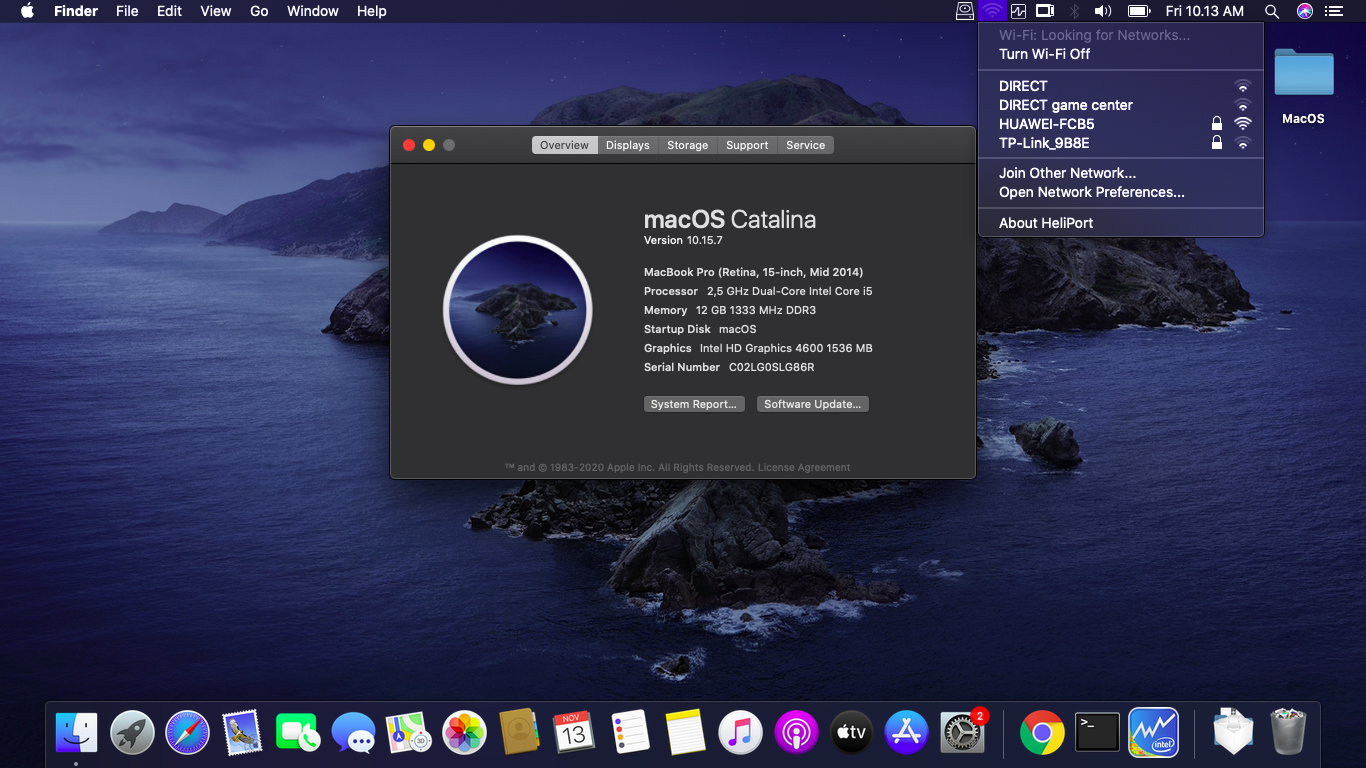 Finder File Edit View Go Window Help Fri 10.13 AM
Wi-Fi: Looking for Networks...
Turn Wi-Fi Off
DIRECT
DIRECT game center
HUAWEI-FCB5
TP-Link_9B8E
Join Other Network...
Open Network Preferences...
About HeliPort
MacOS
Overview Displays Storage Support Service
macOS Catalina
Version 10.15.7
MacBook Pro (Retina, 15-inch, Mid 2014)
Processor 2,5 GHz Dual-Core Intel Core i5
Memory 12 GB 1333 MHz DDR3
Startup Disk macOS
Graphics Intel HD Graphics 4600 1536 MB
Serial Number C02LG0SLG86R
System Report... Software Update...
™ and © 1983-2020 Apple Inc. All Rights Reserved. License Agreement
NOV
13
3D
tv
2
>_
intel